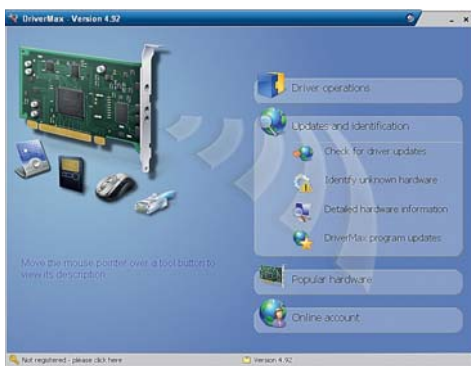 DriverMax - Version 4.92
Driver operations
Updates and identification
Check for driver updates
Identify unknown hardware
Detailed hardware information
DriverMax program updates
Move the mouse pointer over a tool button to
view its description.
Popular hardware
Online account
Not registered - please click here
Version 4.92